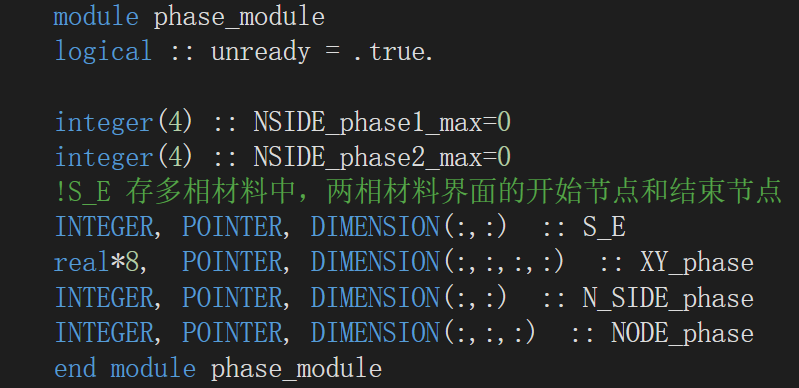 module phase_module
logical :: unready = .true.
integer(4) :: NSIDE_phase1_max=0
integer(4) :: NSIDE_phase2_max=0
!S_E 存多相材料中，两相材料界面的开始节点和结束节点
INTEGER, POINTER, DIMENSION(:,:)  :: S_E
real*8,  POINTER, DIMENSION(:,:,:,:)  :: XY_phase
INTEGER, POINTER, DIMENSION(:,:)  :: N_SIDE_phase
INTEGER, POINTER, DIMENSION(:,:,:)  :: NODE_phase
end module phase_module